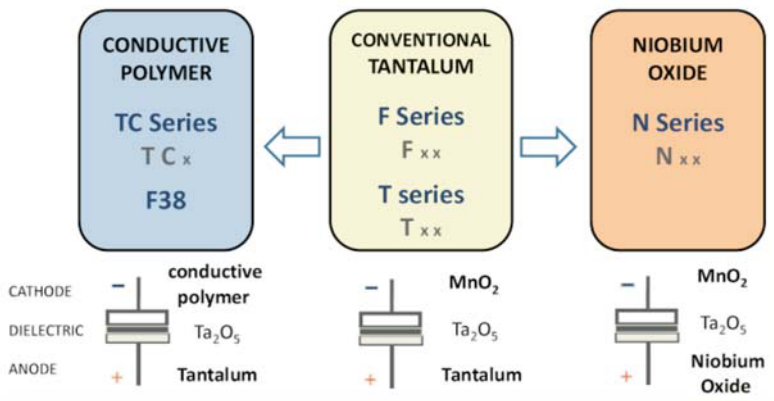 CONDUCTIVE
POLYMER
TC Series
T C x
F38
CONVENTIONAL
TANTALUM
F Series
F x x
T series
T x x
NIOBIUM
OXIDE
N Series
N x x
CATHODE
DIELECTRIC
ANODE
−
conductive
polymer
Ta₂O₅
+
Tantalum
−
MnO₂
Ta₂O₅
+
Tantalum
−
MnO₂
Ta₂O₅
+
Niobium
Oxide